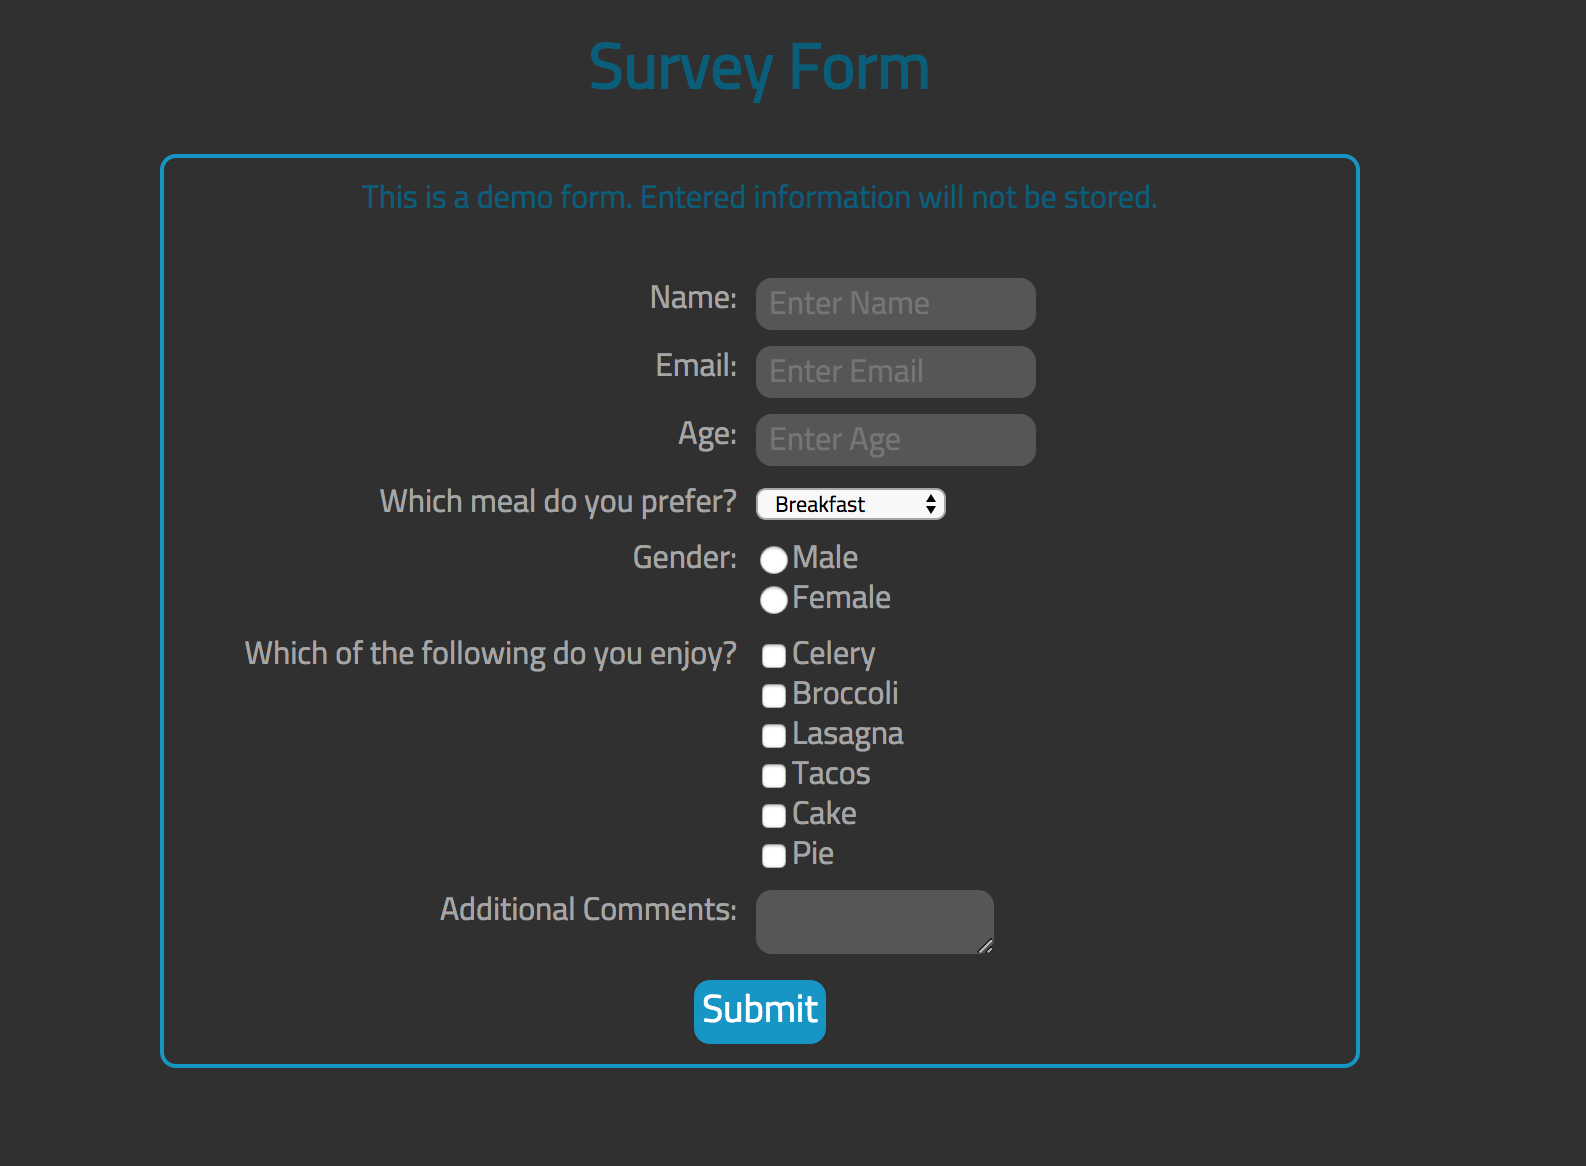 Survey Form
This is a demo form. Entered information will not be stored.
Name: Enter Name
Email: Enter Email
Age: Enter Age
Which meal do you prefer? Breakfast
Gender: Male
Female
Which of the following do you enjoy? Celery
Broccoli
Lasagna
Tacos
Cake
Pie
Additional Comments:
Submit